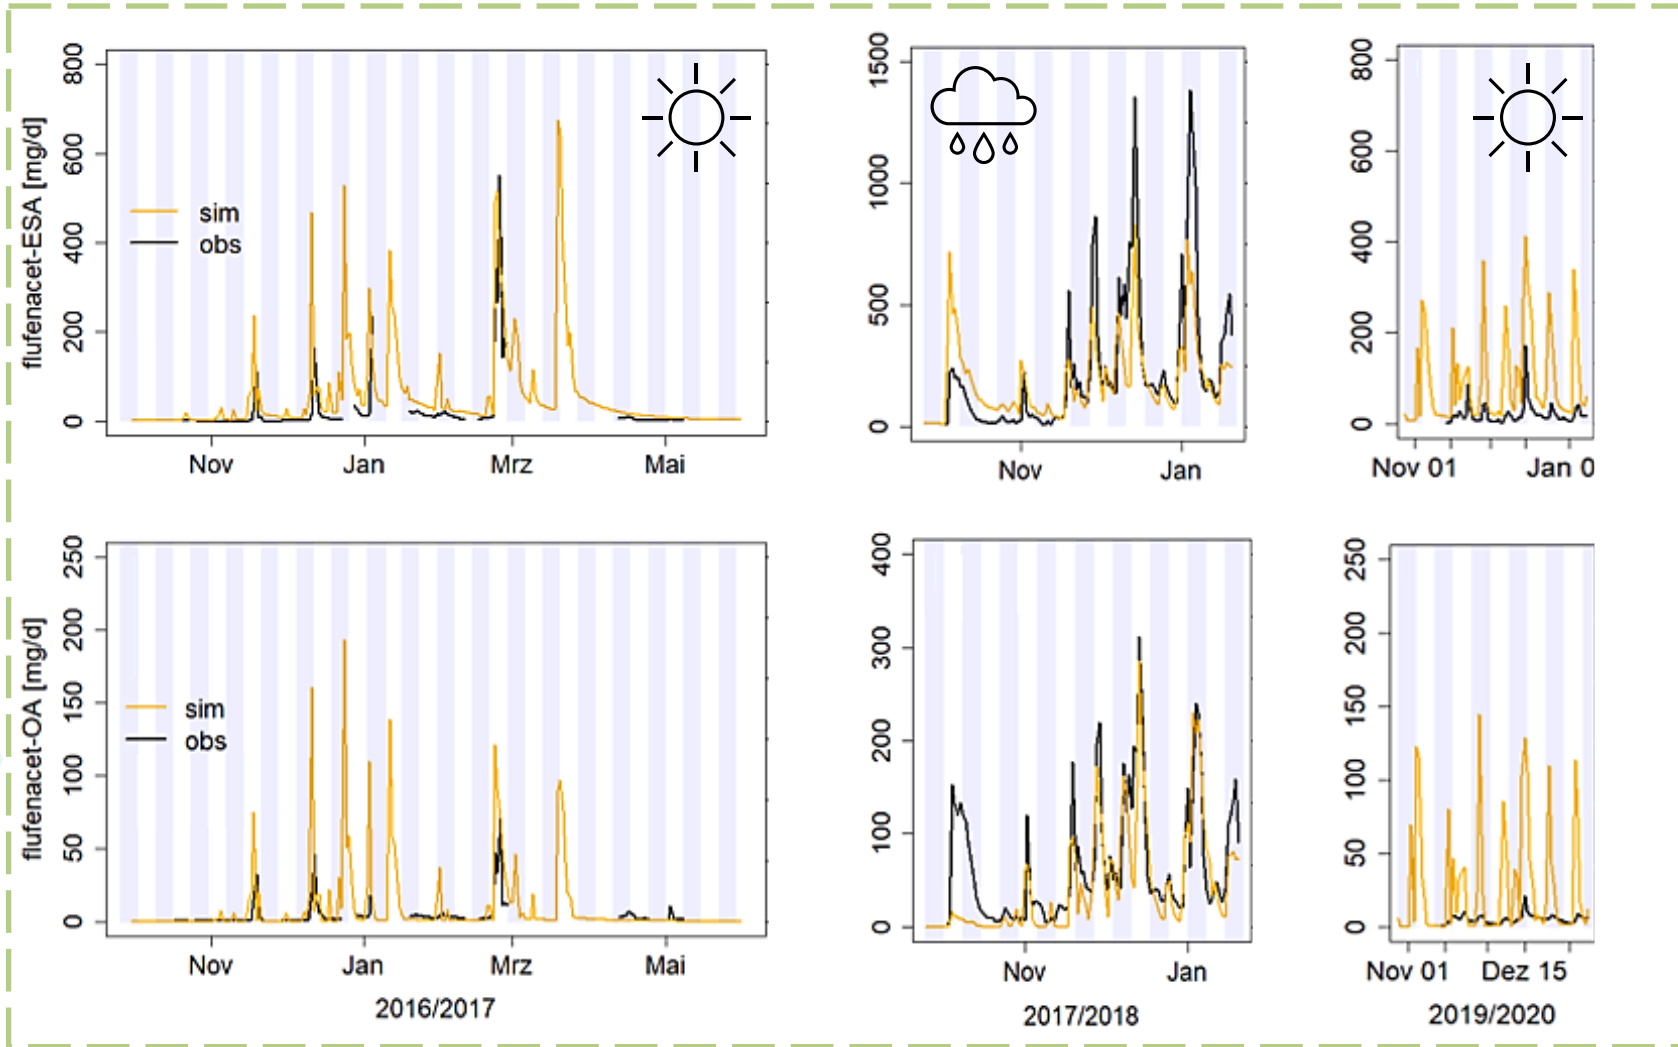 flufenacet-ESA [mg/d]
800
600
400
200
0
sim
obs
Nov Jan Mrz Mai
1500
1000
500
0
Nov Jan
800
600
400
200
0
Nov 01 Jan 0
flufenacet-OA [mg/d]
250
200
150
100
50
0
sim
obs
Nov Jan Mrz Mai
2016/2017
400
300
200
100
0
Nov Jan
2017/2018
250
200
150
100
50
0
Nov 01 Dez 15
2019/2020